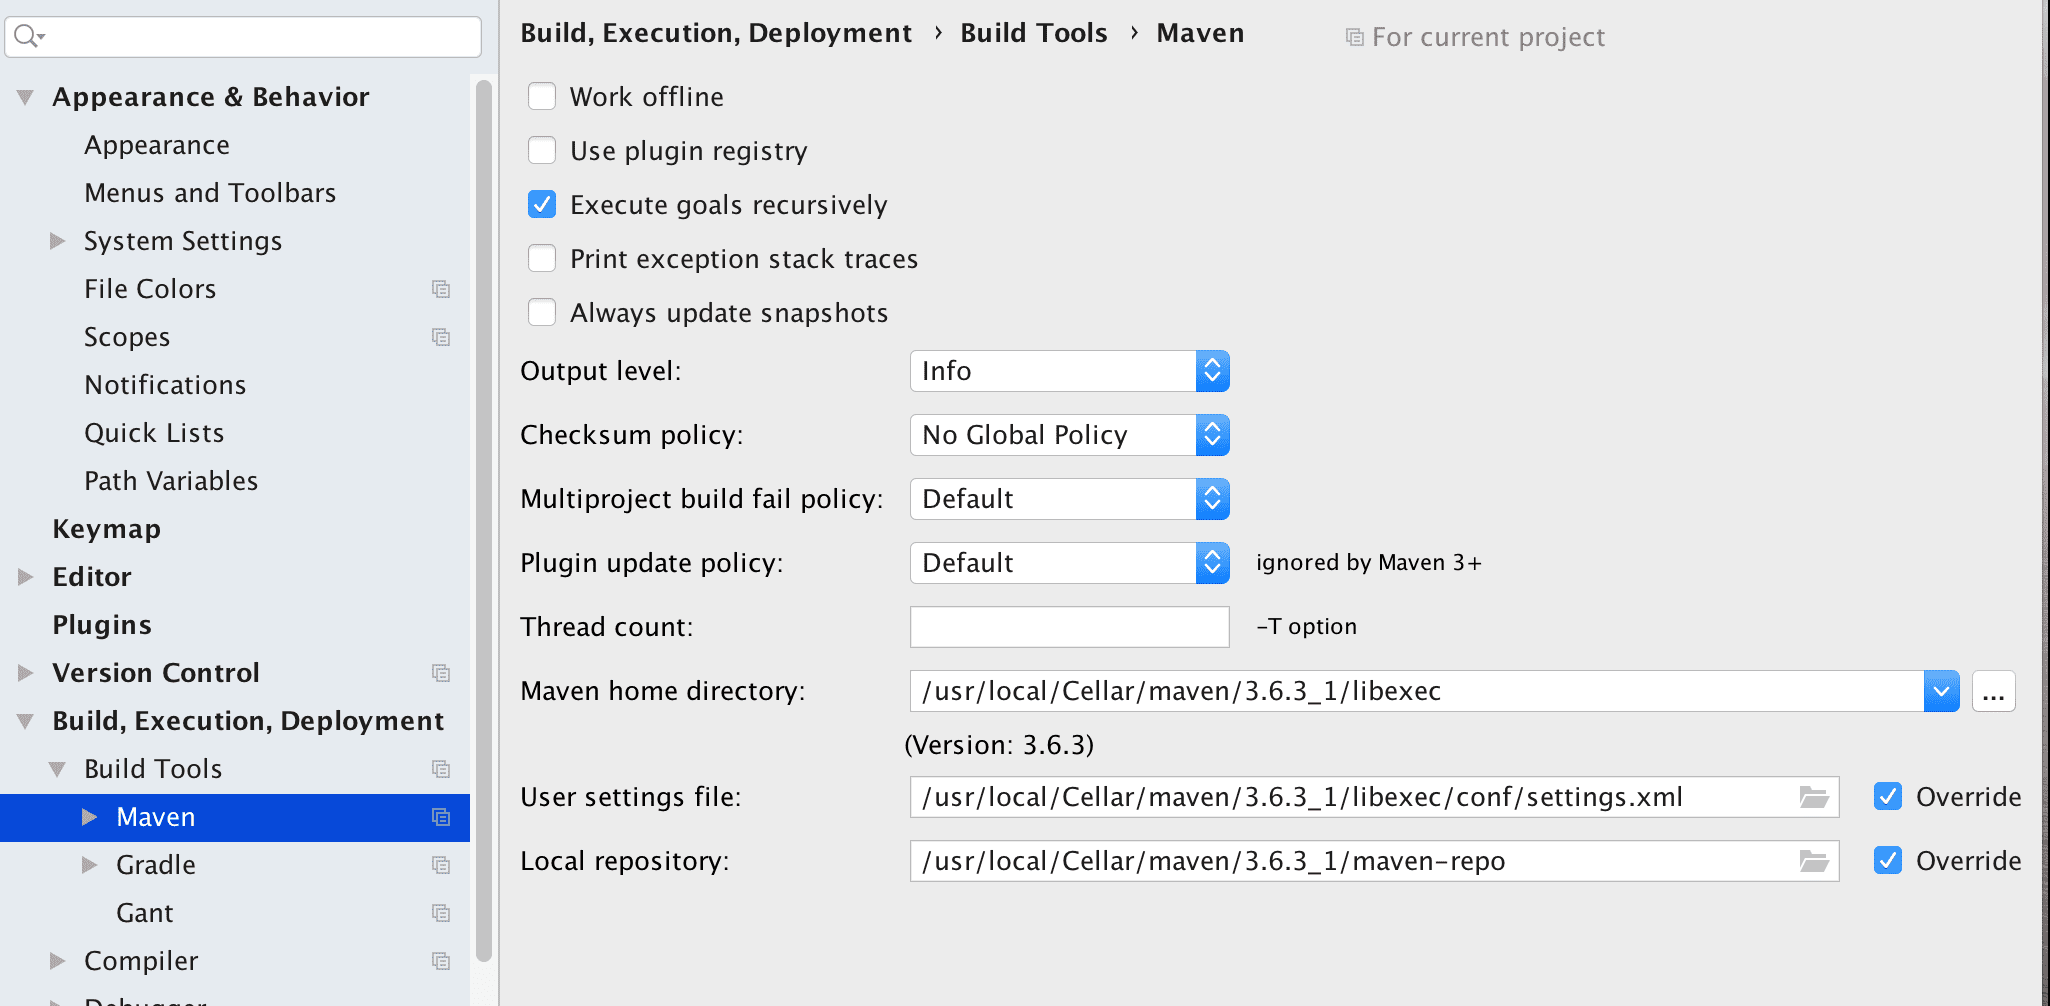 Appearance & Behavior
Appearance
Menus and Toolbars
System Settings
File Colors
Scopes
Notifications
Quick Lists
Path Variables
Keymap
Editor
Plugins
Version Control
Build, Execution, Deployment
Build Tools
Maven
Gradle
Gant
Compiler
Debugger
Build, Execution, Deployment › Build Tools › Maven
For current project
Work offline
Use plugin registry
Execute goals recursively
Print exception stack traces
Always update snapshots
Output level: Info
Checksum policy: No Global Policy
Multiproject build fail policy: Default
Plugin update policy: Default ignored by Maven 3+
Thread count: -T option
Maven home directory: /usr/local/Cellar/maven/3.6.3_1/libexec ...
(Version: 3.6.3)
User settings file: /usr/local/Cellar/maven/3.6.3_1/libexec/conf/settings.xml Override
Local repository: /usr/local/Cellar/maven/3.6.3_1/maven-repo Override